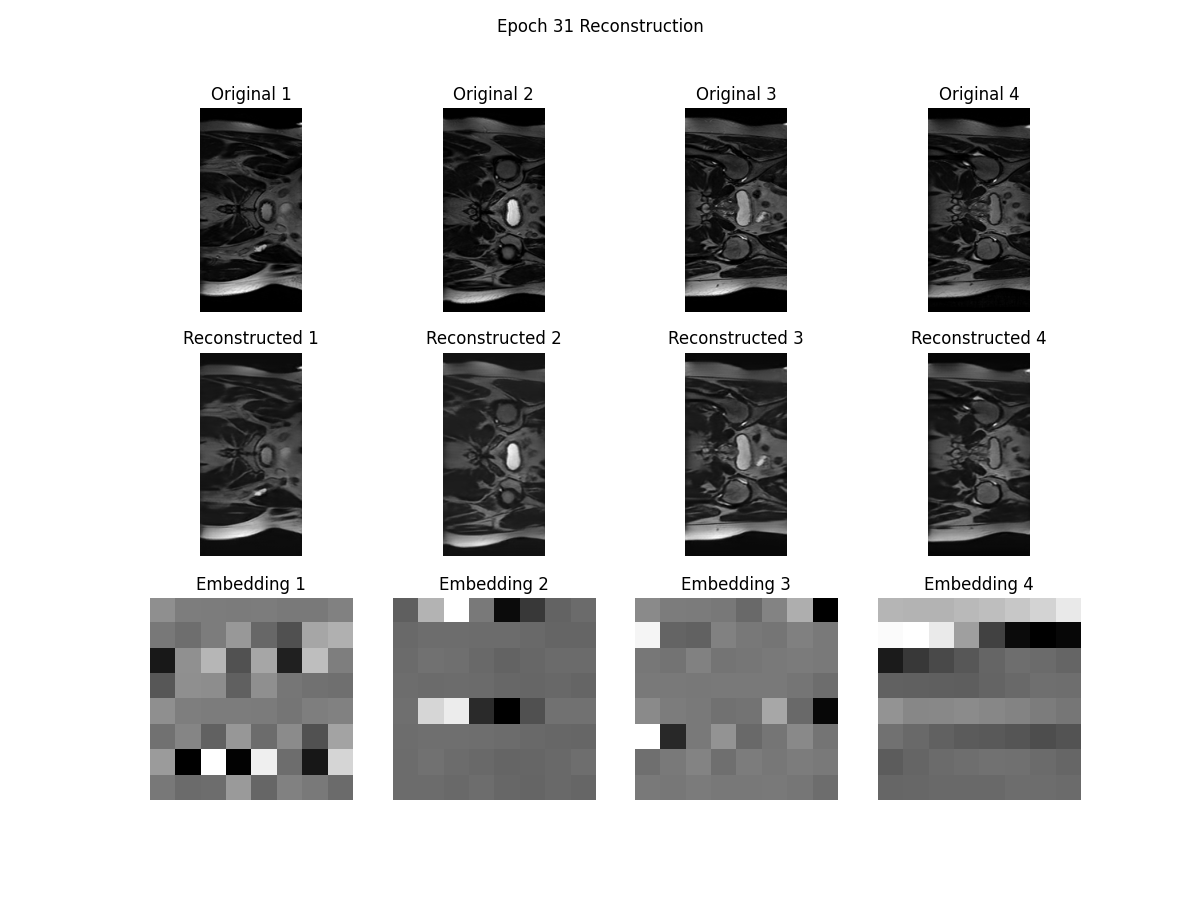 Epoch 31 Reconstruction
Original 1
Original 2
Original 3
Original 4
Reconstructed 1
Reconstructed 2
Reconstructed 3
Reconstructed 4
Embedding 1
Embedding 2
Embedding 3
Embedding 4